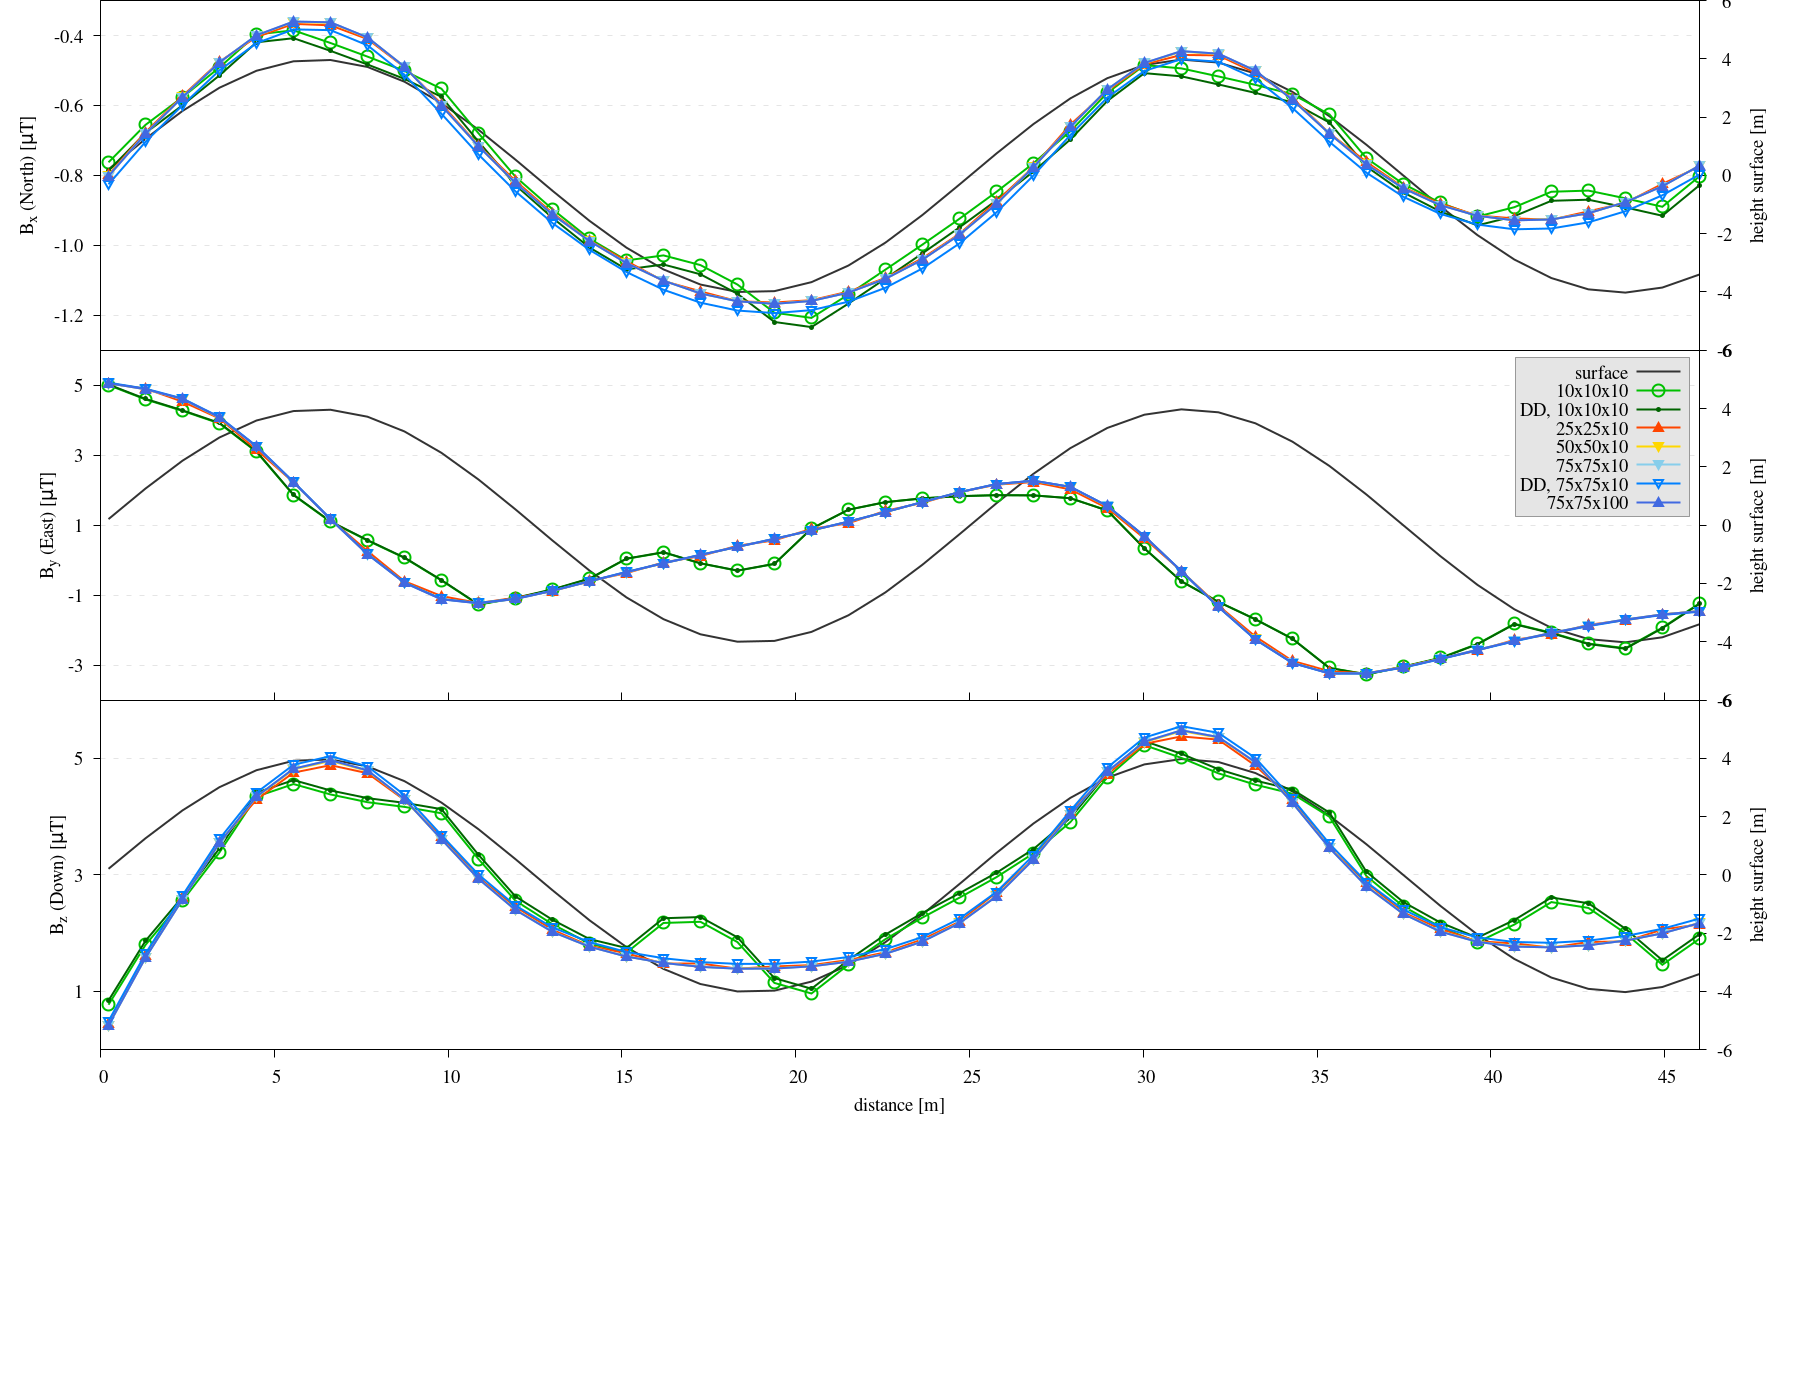 6
-0.4
4
-0.6
2
Bx (North) [µT]
height surface [m]
-0.8
0
-1.0
-2
-4
-1.2
-6
5
surface
10x10x10
4
DD, 10x10x10
25x25x10
3
50x50x10
2
75x75x10
DD, 75x75x10
75x75x100
By (East) [µT]
height surface [m]
1
0
-2
-1
-4
-3
-6
5
4
2
Bz (Down) [µT]
height surface [m]
3
0
-2
1
-4
-6
0 5 10 15 20 25 30 35 40 45
distance [m]